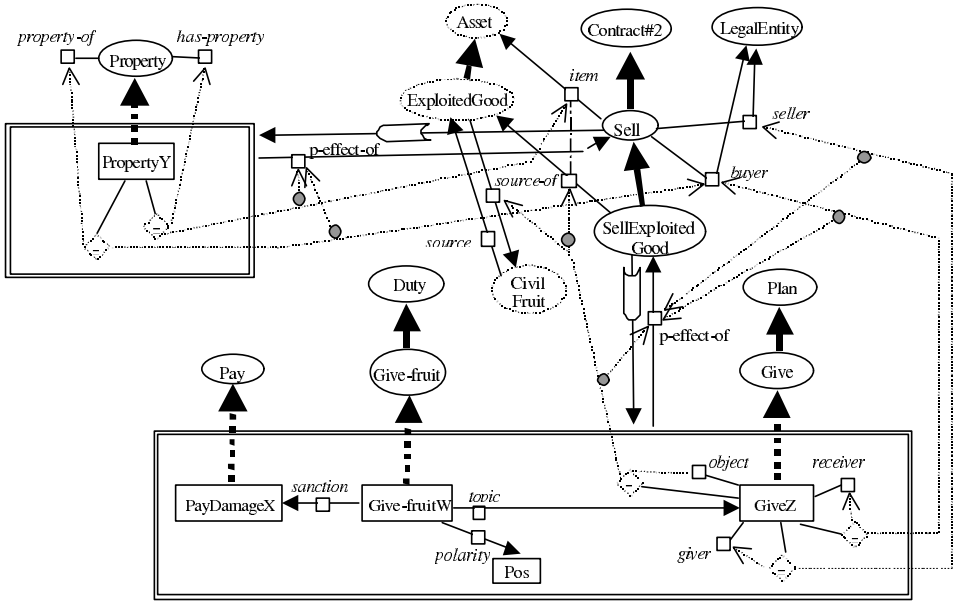 Asset
Contract#2
LegalEntity
property-of
has-property
Property
item
ExploitedGood
seller
Sell
p-effect-of
PropertyY
buyer
source-of
source
SellExploited
Good
Civil
Fruit
Duty
Plan
p-effect-of
Pay
Give-fruit
Give
object
receiver
sanction
topic
PayDamageX
Give-fruitW
GiveZ
polarity
giver
Pos